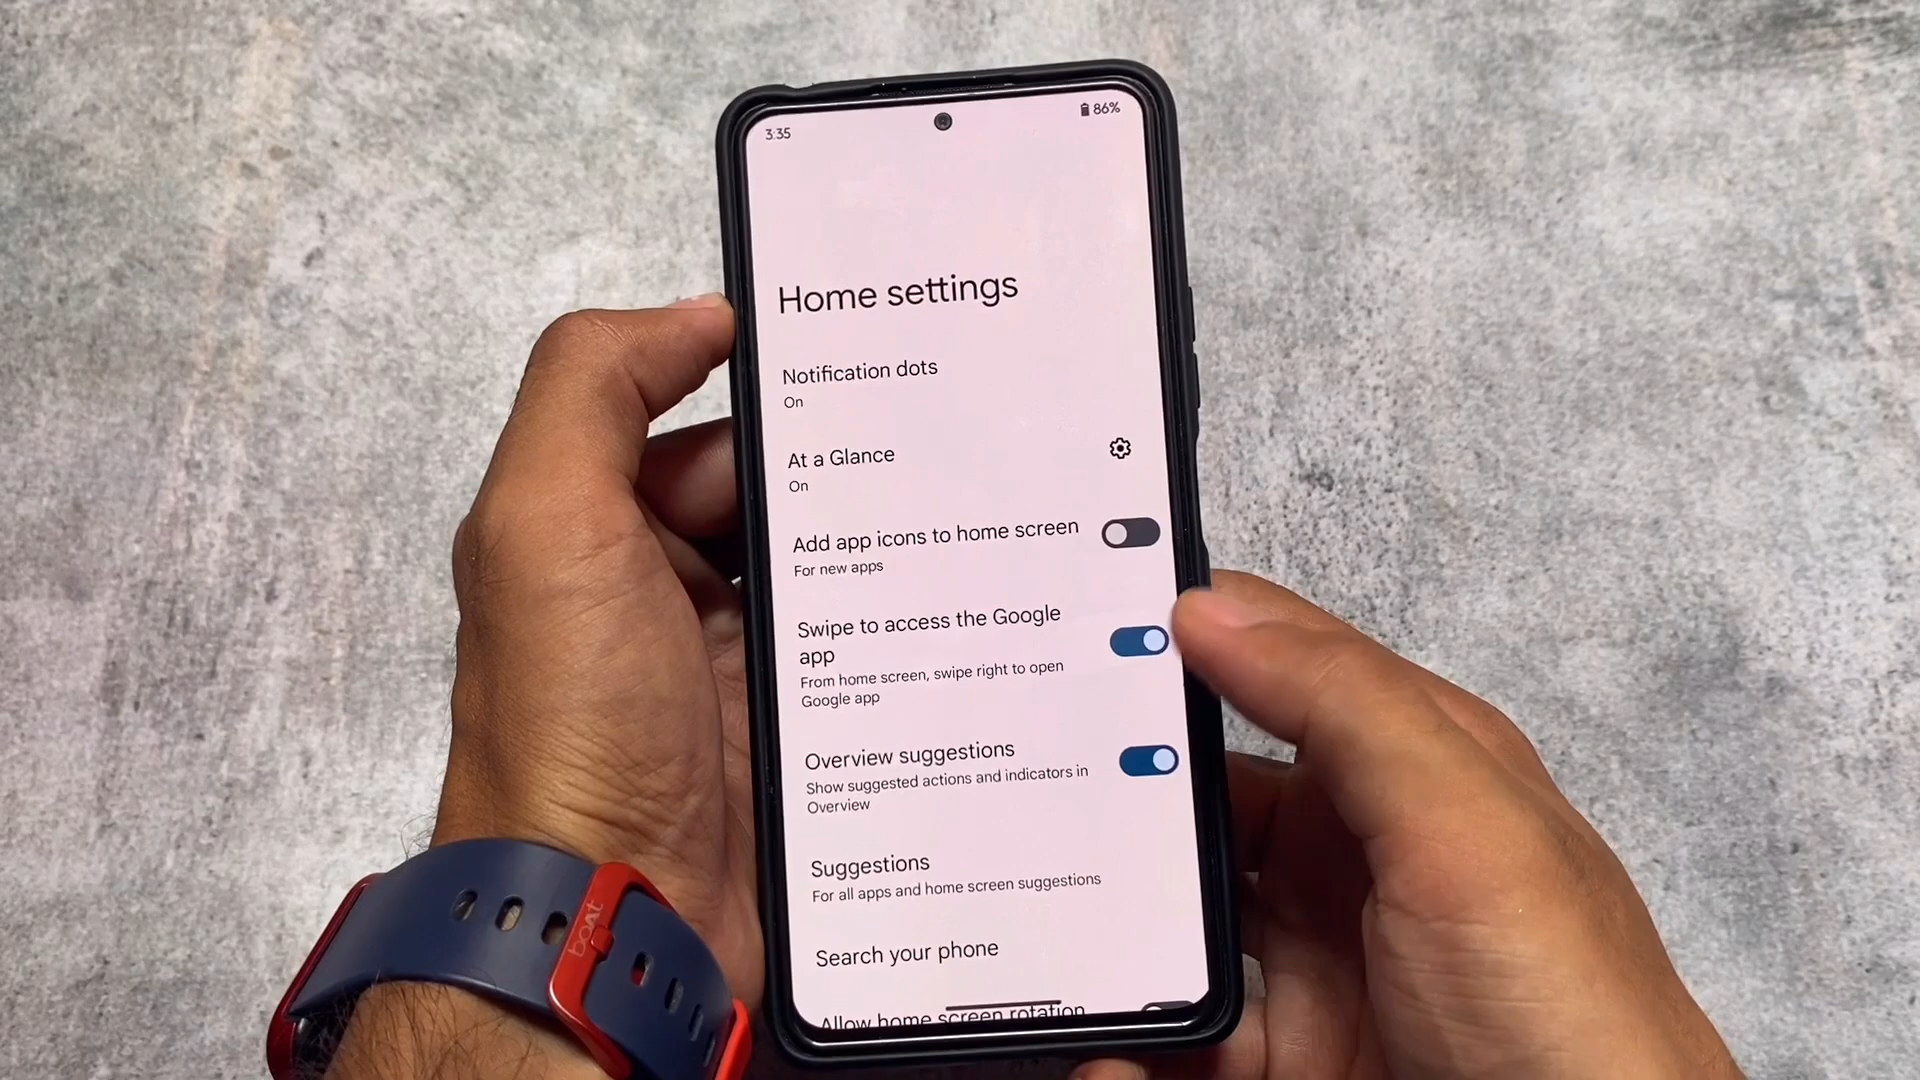 3:35
86%
Home settings
Notification dots
On
At a Glance
On
Add app icons to home screen
For new apps
Swipe to access the Google
app
From home screen, swipe right to open
Google app
Overview suggestions
Show suggested actions and indicators in
Overview
Suggestions
For all apps and home screen suggestions
Search your phone
Allow home screen rotation
boAt